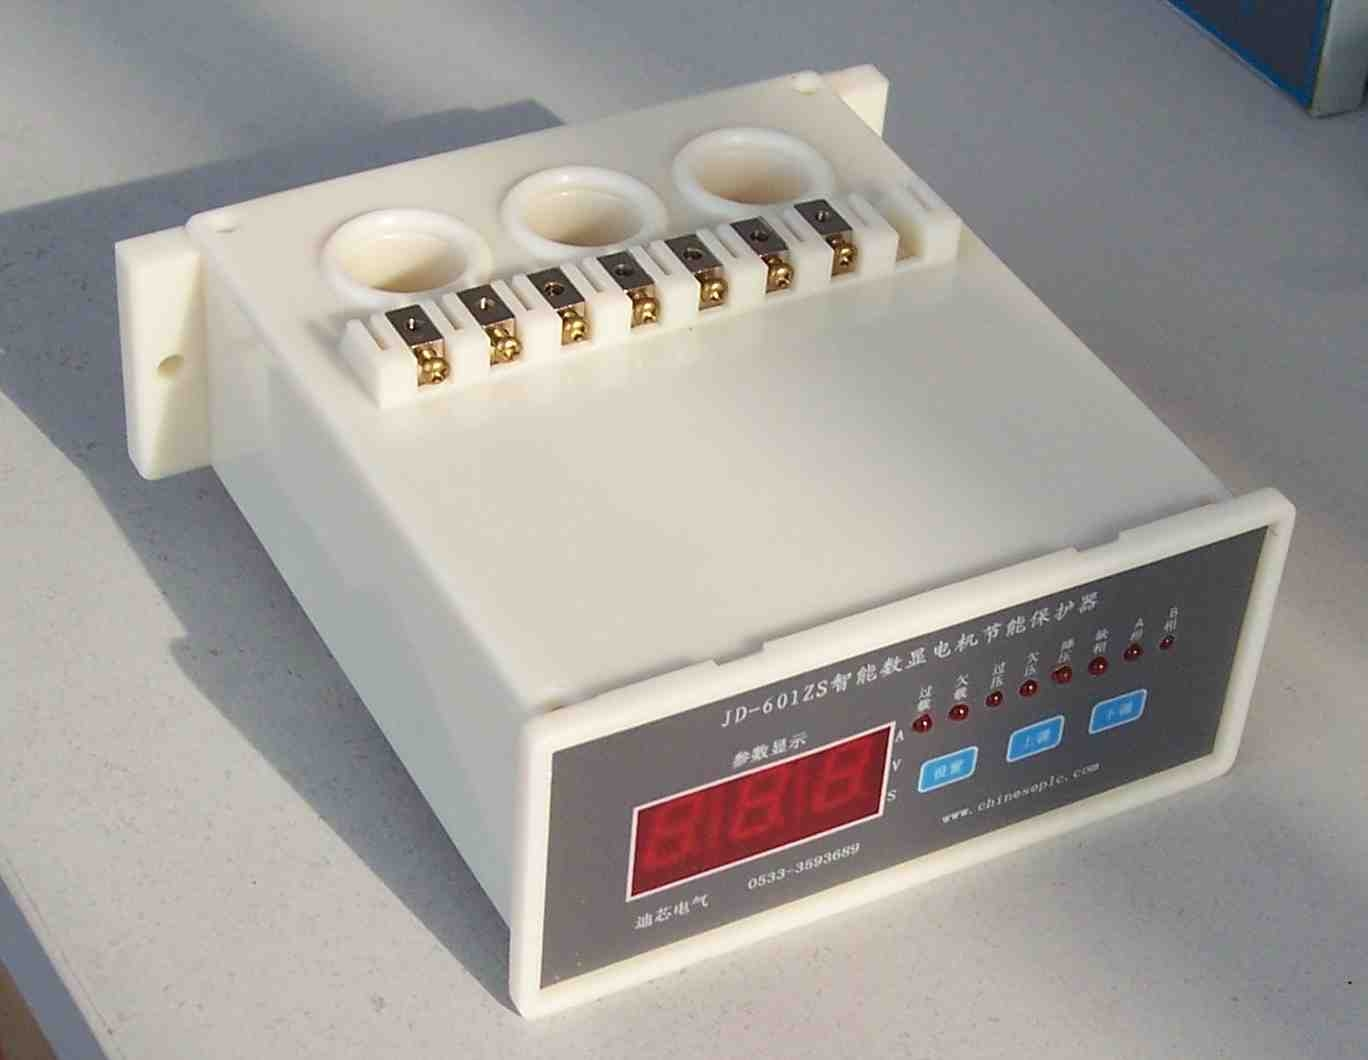 JD-601ZS智能数显电机节能保护器
参数显示
A
V
S
过载
欠载
过压
欠压
降压
缺相
A相
B相
设置
上调
下调
www.chineseplc.com
迪芯电气
0533-3593689